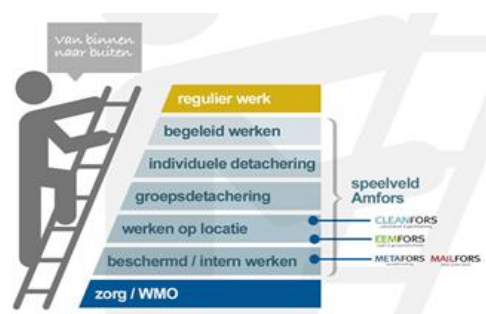 Van binnen
naar buiten
regulier werk
begeleid werken
individuele detachering
groepsdetachering
werken op locatie
beschermd / intern werken
zorg / WMO
speelveld
Amfors
CLEANFORS
EEMFORS
METAFORS MAILFORS